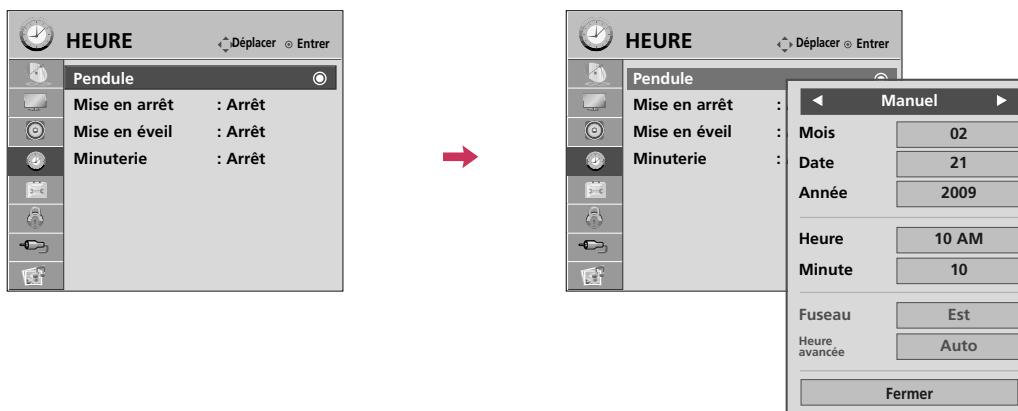 HEURE Déplacer Entrer
Pendule
Mise en arrêt : Arrêt
Mise en éveil : Arrêt
Minuterie : Arrêt
HEURE Déplacer Entrer
Pendule
Mise en arrêt :
Mise en éveil :
Minuterie :
Manuel
Mois 02
Date 21
Année 2009
Heure 10 AM
Minute 10
Fuseau Est
Heure
avancée Auto
Fermer